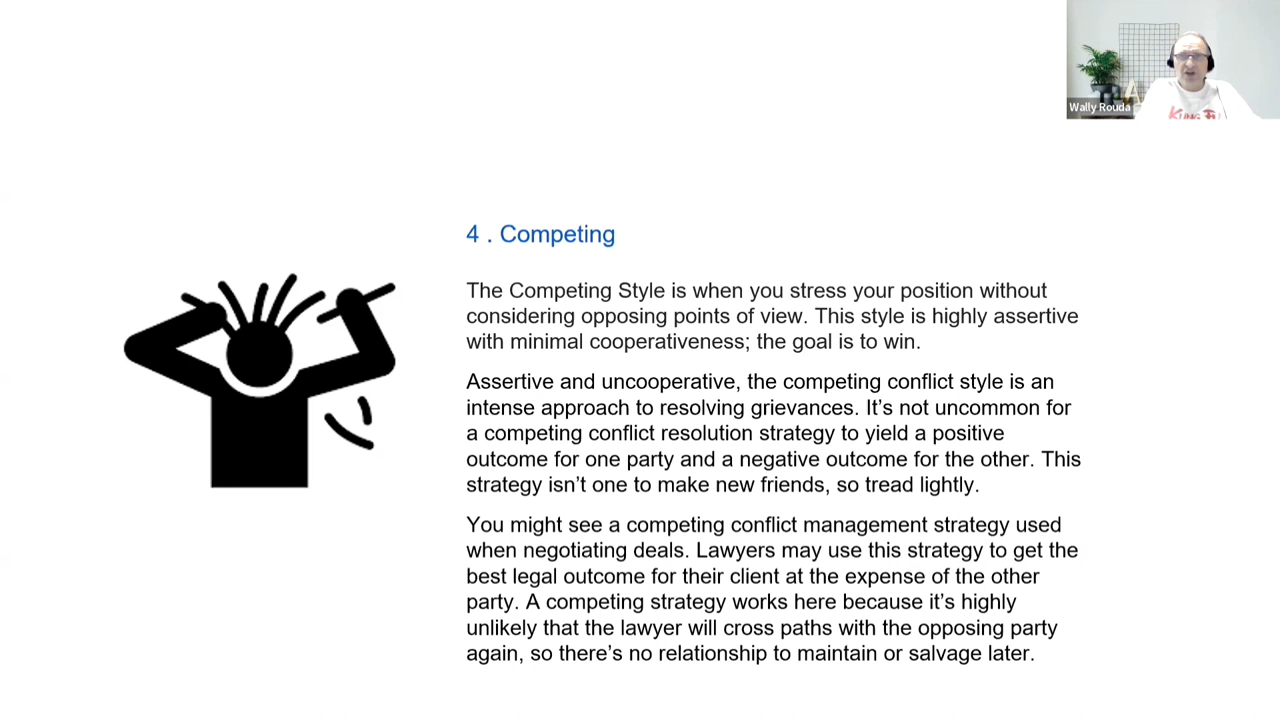 Wally Rouda
KUNG FU
4 . Competing
The Competing Style is when you stress your position without
considering opposing points of view. This style is highly assertive
with minimal cooperativeness; the goal is to win.
Assertive and uncooperative, the competing conflict style is an
intense approach to resolving grievances. It’s not uncommon for
a competing conflict resolution strategy to yield a positive
outcome for one party and a negative outcome for the other. This
strategy isn’t one to make new friends, so tread lightly.
You might see a competing conflict management strategy used
when negotiating deals. Lawyers may use this strategy to get the
best legal outcome for their client at the expense of the other
party. A competing strategy works here because it’s highly
unlikely that the lawyer will cross paths with the opposing party
again, so there’s no relationship to maintain or salvage later.